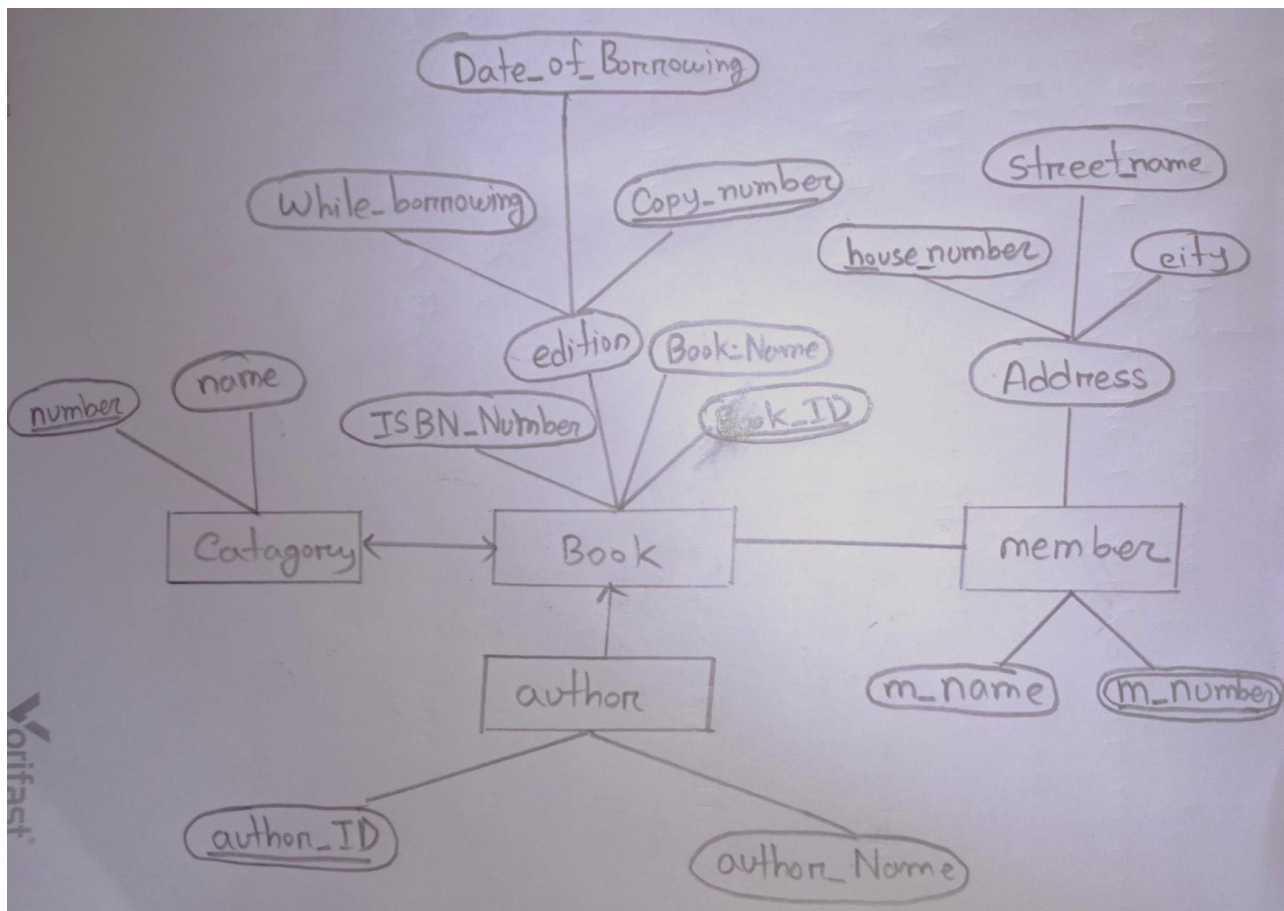 Date_of_Borrowing
While_borrowing
Copy_number
street_name
house_number
city
edition
Book_Name
Address
name
number
ISBN_Number
Book_ID
Catagory
Book
member
author
m_name
m_number
author_ID
author_Name
Vorifast